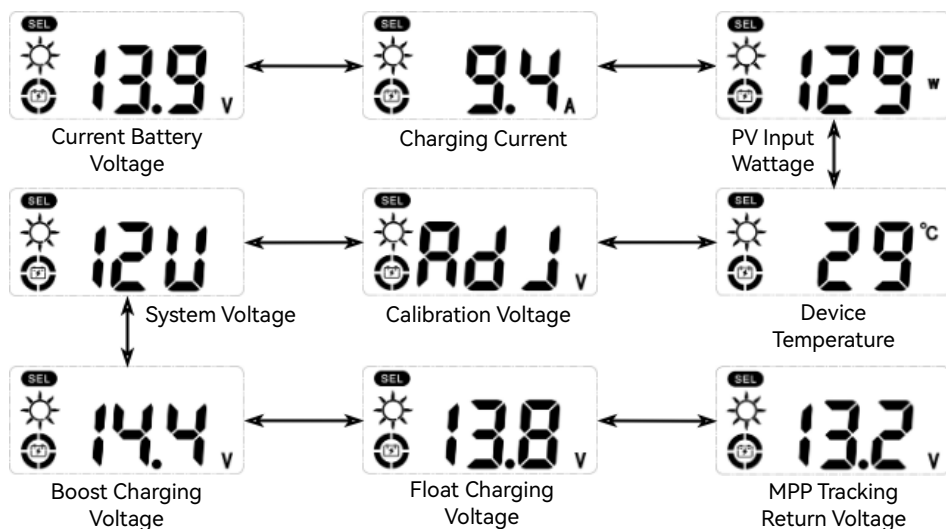 SEL SEL SEL
13.9 V 9.4 A 129 W
Current Battery Voltage
Charging Current
PV Input Wattage
SEL SEL SEL
12U AdJ V 29 °C
System Voltage
Calibration Voltage
Device Temperature
SEL SEL SEL
14.4 V 13.8 V 13.2 V
Boost Charging Voltage
Float Charging Voltage
MPP Tracking Return Voltage